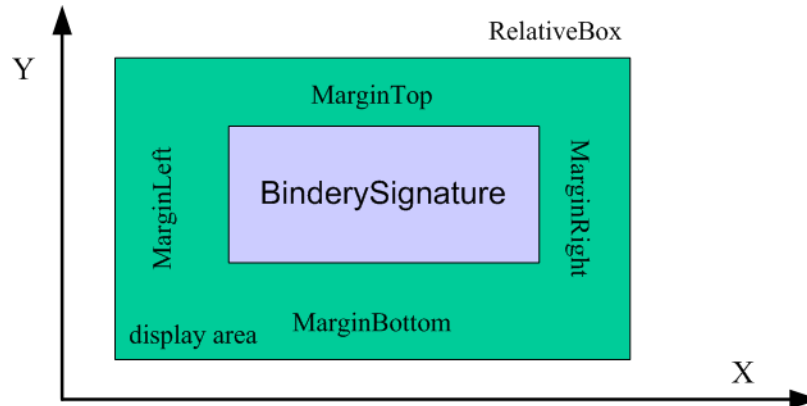 RelativeBox
Y
MarginTop
MarginLeft
BinderySignature
MarginRight
MarginBottom
display area
X